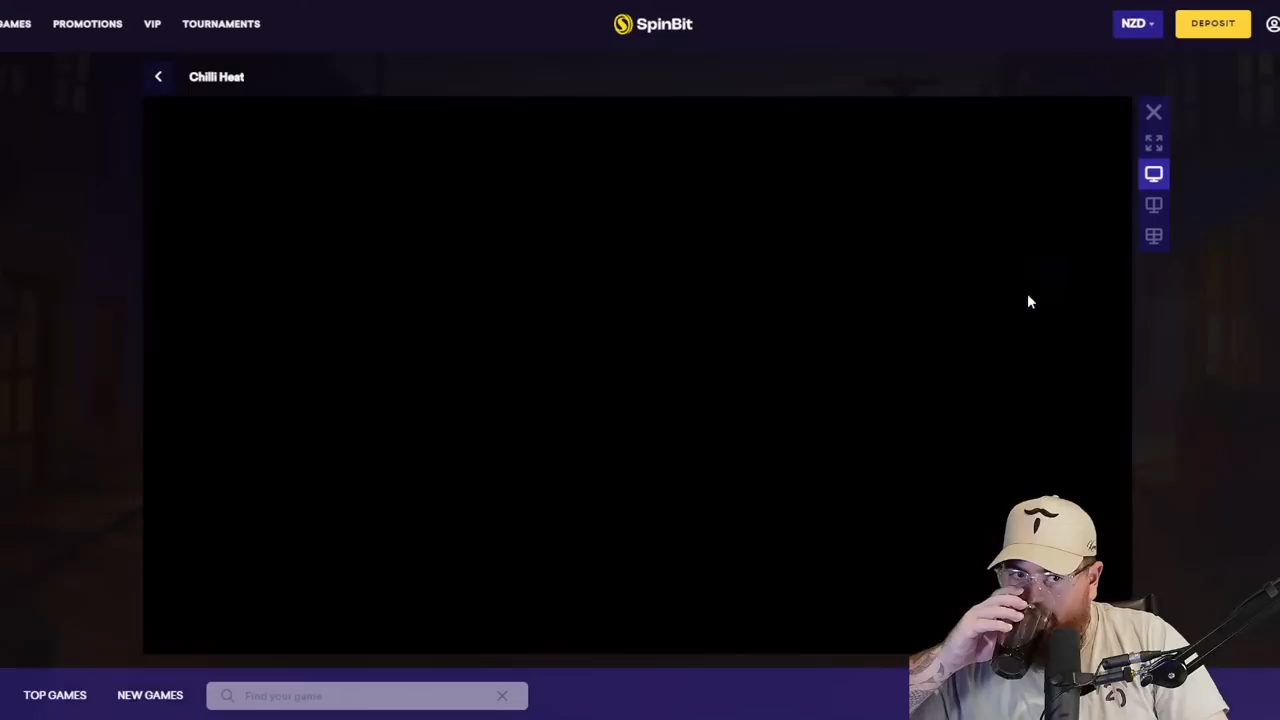 GAMES PROMOTIONS VIP TOURNAMENTS SpinBit NZD DEPOSIT
Chilli Heat
TOP GAMES NEW GAMES Find your game